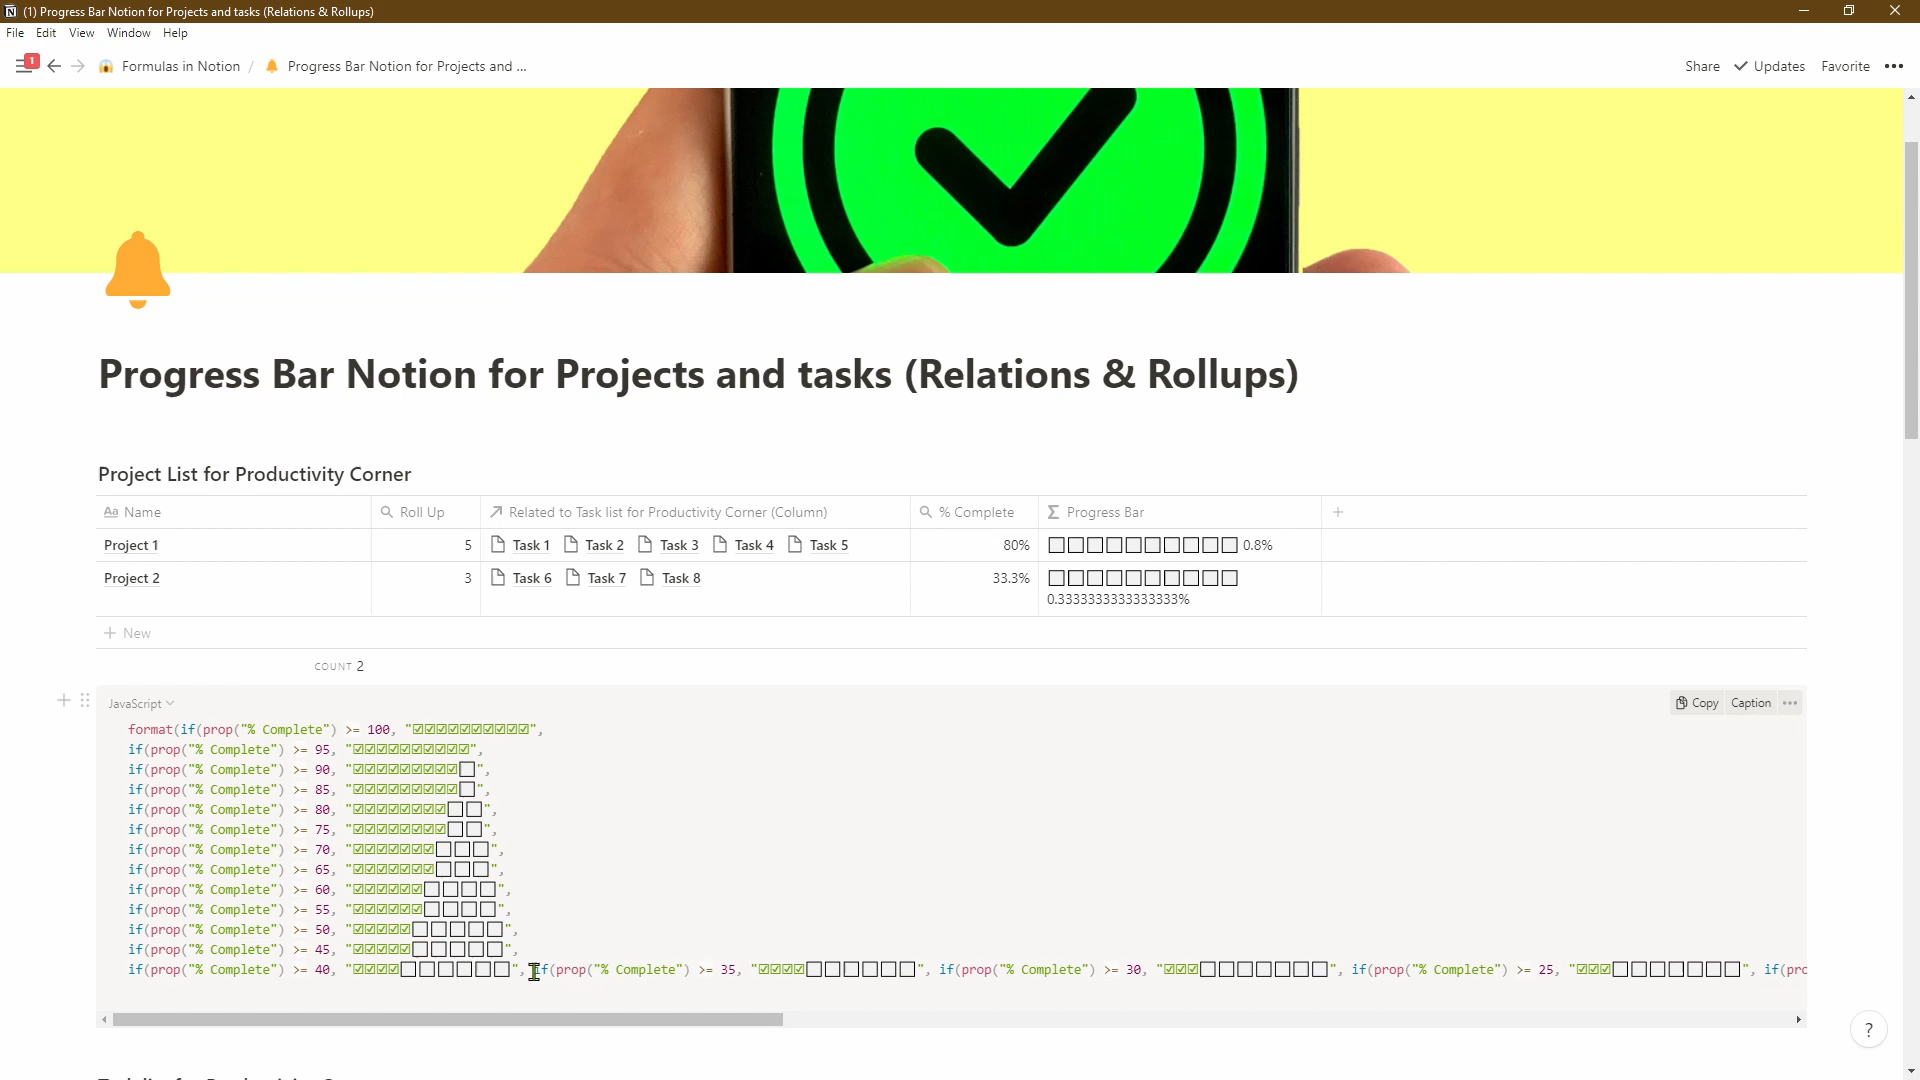 (1) Progress Bar Notion for Projects and tasks (Relations & Rollups)
File Edit View Window Help
1 Formulas in Notion / Progress Bar Notion for Projects and ... Share ✓ Updates Favorite •••
Progress Bar Notion for Projects and tasks (Relations & Rollups)
Project List for Productivity Corner
Aa Name Roll Up Related to Task list for Productivity Corner (Column) % Complete Σ Progress Bar +
Project 1 5 Task 1 Task 2 Task 3 Task 4 Task 5 80% ☐☐☐☐☐☐☐☐☐☐ 0.8%
Project 2 3 Task 6 Task 7 Task 8 33.3% ☐☐☐☐☐☐☐☐☐☐
0.3333333333333333%
+ New
COUNT 2
JavaScript Copy Caption •••
format(if(prop("% Complete") >= 100, "☑☑☑☑☑☑☑☑☑☑",
if(prop("% Complete") >= 95, "☑☑☑☑☑☑☑☑☑☑",
if(prop("% Complete") >= 90, "☑☑☑☑☑☑☑☑☑☐",
if(prop("% Complete") >= 85, "☑☑☑☑☑☑☑☑☑☐",
if(prop("% Complete") >= 80, "☑☑☑☑☑☑☑☑☐☐",
if(prop("% Complete") >= 75, "☑☑☑☑☑☑☑☑☐☐",
if(prop("% Complete") >= 70, "☑☑☑☑☑☑☑☐☐☐",
if(prop("% Complete") >= 65, "☑☑☑☑☑☑☑☐☐☐",
if(prop("% Complete") >= 60, "☑☑☑☑☑☑☐☐☐☐",
if(prop("% Complete") >= 55, "☑☑☑☑☑☑☐☐☐☐",
if(prop("% Complete") >= 50, "☑☑☑☑☑☐☐☐☐☐",
if(prop("% Complete") >= 45, "☑☑☑☑☑☐☐☐☐☐",
if(prop("% Complete") >= 40, "☑☑☑☑☐☐☐☐☐☐", if(prop("% Complete") >= 35, "☑☑☑☑☐☐☐☐☐☐", if(prop("% Complete") >= 30, "☑☑☑☐☐☐☐☐☐☐", if(prop("% Complete") >= 25, "☑☑☑☐☐☐☐☐☐☐", if(pro
?